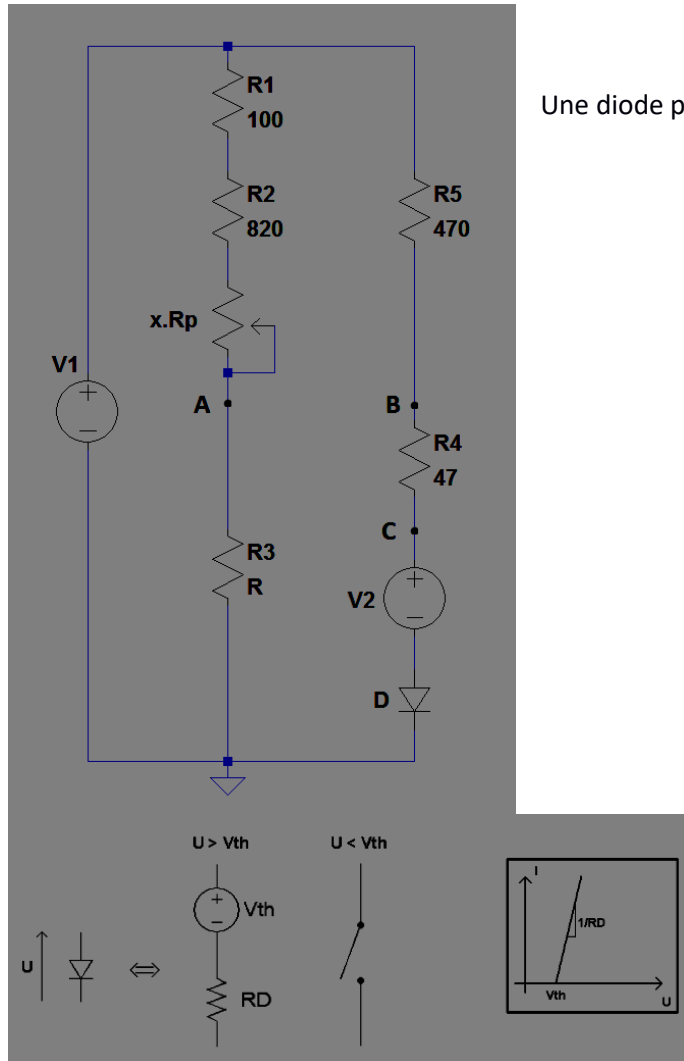 Une diode p
R1
100
R2
820
R5
470
x.Rp
V1
A
B
R4
47
C
R3
R
V2
D
U > Vth
U < Vth
Vth
RD
U
I
1/RD
Vth
U